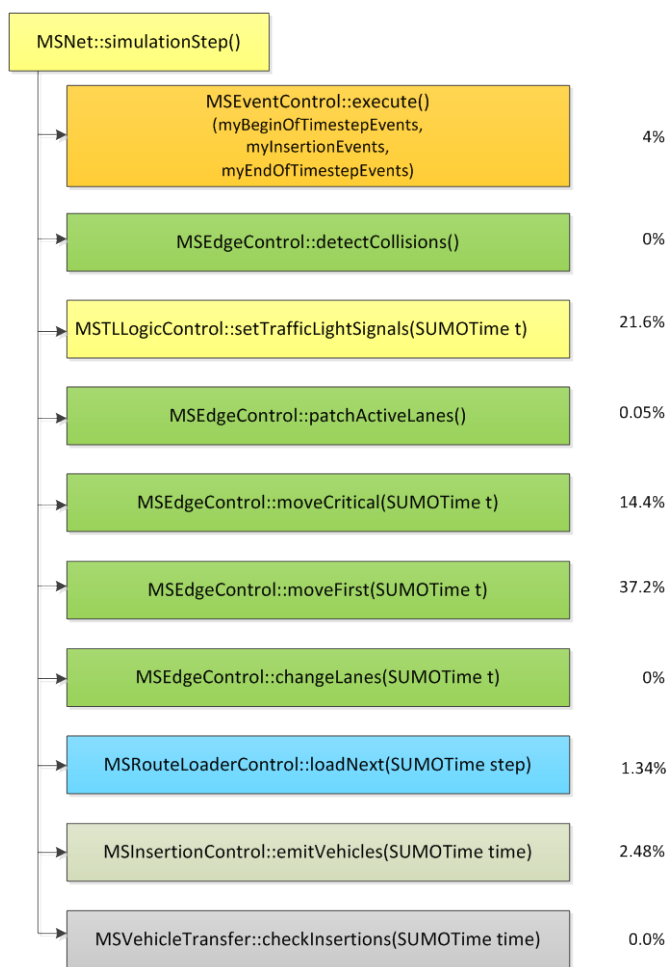 MSNet::simulationStep()
MSEventControl::execute()
(myBeginOfTimestepEvents,
myInsertionEvents,
myEndOfTimestepEvents)
4%
MSEdgeControl::detectCollisions()
0%
MSTLLogicControl::setTrafficLightSignals(SUMOTime t)
21.6%
MSEdgeControl::patchActiveLanes()
0.05%
MSEdgeControl::moveCritical(SUMOTime t)
14.4%
MSEdgeControl::moveFirst(SUMOTime t)
37.2%
MSEdgeControl::changeLanes(SUMOTime t)
0%
MSRouteLoaderControl::loadNext(SUMOTime step)
1.34%
MSInsertionControl::emitVehicles(SUMOTime time)
2.48%
MSVehicleTransfer::checkInsertions(SUMOTime time)
0.0%